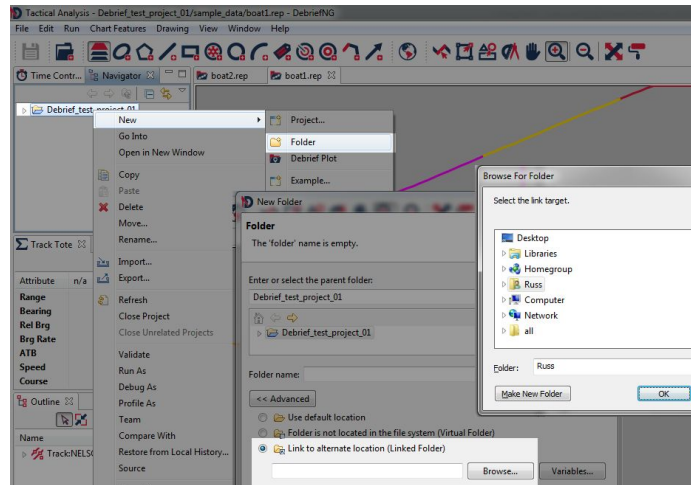 Tactical Analysis - Debrief_test_project_01/sample_data/boat1.rep - DebriefNG
File Edit Run Chart Features Drawing View Window Help
Time Contr... Navigator boat2.rep boat1.rep
Debrief_test_project_01
New
Go Into
Open in New Window
Copy
Paste
Delete
Move...
Rename...
Import...
Export...
Refresh
Close Project
Close Unrelated Projects
Validate
Run As
Debug As
Profile As
Team
Compare With
Restore from Local History...
Source
Project...
Folder
Debrief Plot
Example...
Track Tote
Attribute n/a
Range
Bearing
Rel Brg
Brg Rate
ATB
Speed
Course
Outline
Name
Track:NELSO
New Folder
Folder
The 'folder' name is empty.
Enter or select the parent folder:
Debrief_test_project_01
Debrief_test_project_01
Folder name:
<< Advanced
Use default location
Folder is not located in the file system (Virtual Folder)
Link to alternate location (Linked Folder)
Browse... Variables...
Browse For Folder
Select the link target.
Desktop
Libraries
Homegroup
Russ
Computer
Network
all
Folder: Russ
Make New Folder OK